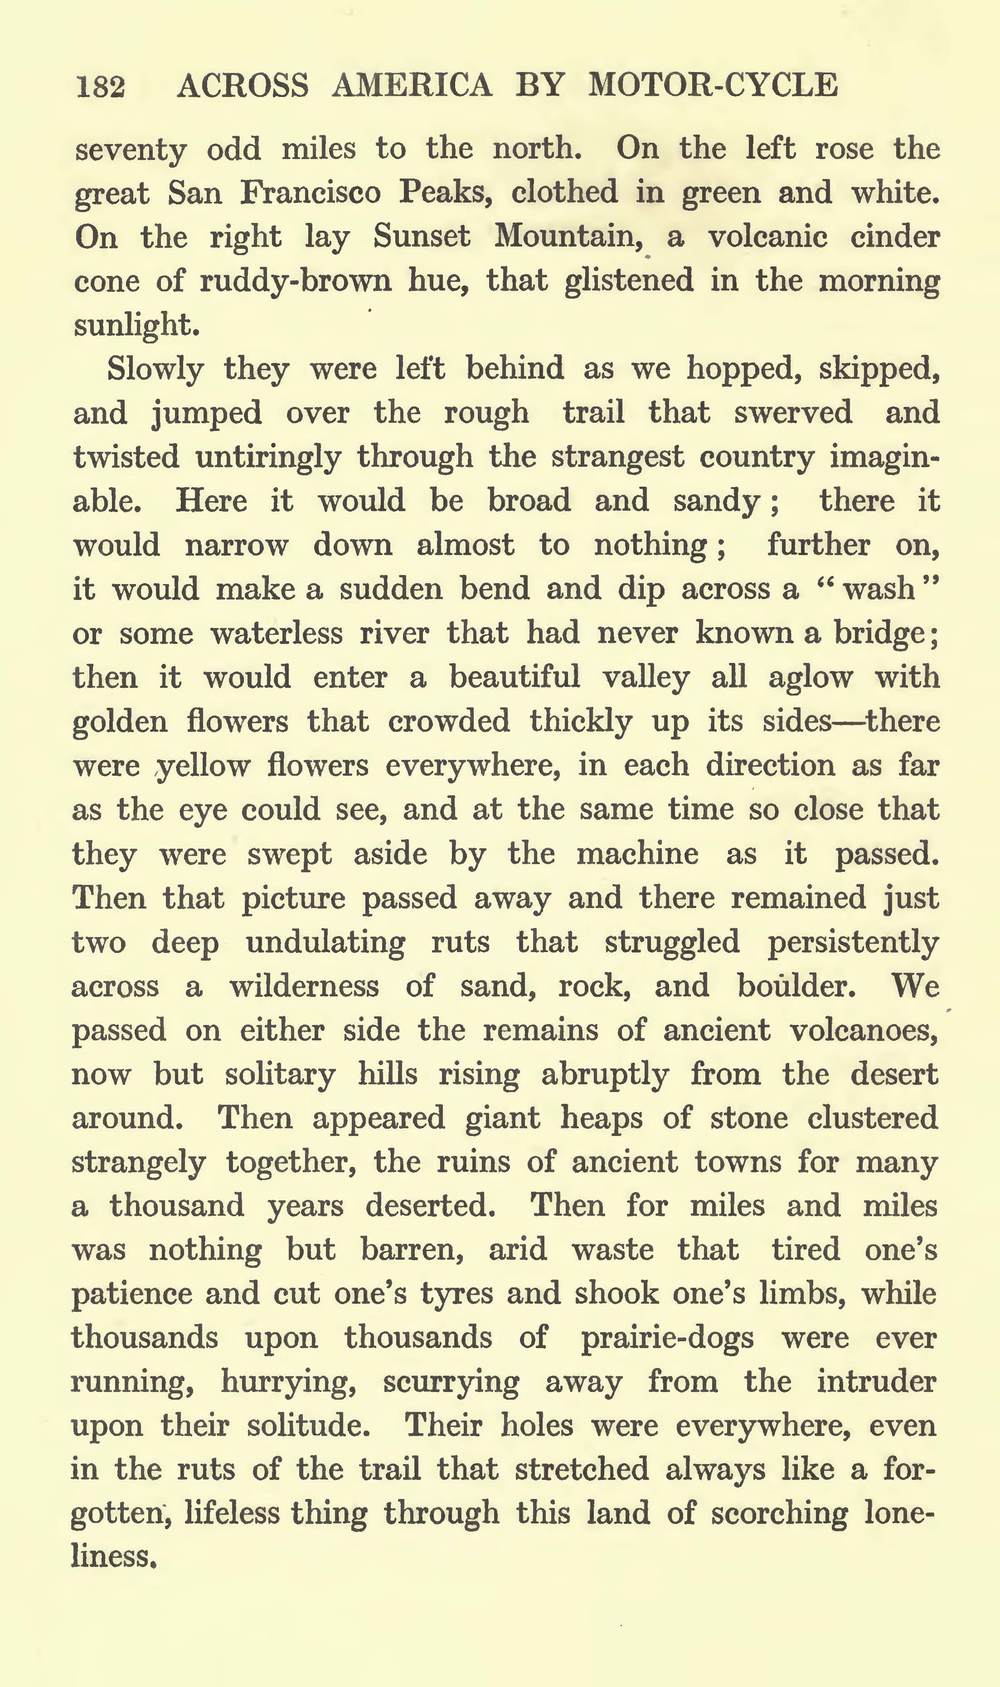 182 ACROSS AMERICA BY MOTOR-CYCLE
seventy odd miles to the north. On the left rose the
great San Francisco Peaks, clothed in green and white.
On the right lay Sunset Mountain, a volcanic cinder
cone of ruddy-brown hue, that glistened in the morning
sunlight.
Slowly they were left behind as we hopped, skipped,
and jumped over the rough trail that swerved and
twisted untiringly through the strangest country imagin-
able. Here it would be broad and sandy ; there it
would narrow down almost to nothing ; further on,
it would make a sudden bend and dip across a “ wash ”
or some waterless river that had never known a bridge;
then it would enter a beautiful valley all aglow with
golden flowers that crowded thickly up its sides—there
were yellow flowers everywhere, in each direction as far
as the eye could see, and at the same time so close that
they were swept aside by the machine as it passed.
Then that picture passed away and there remained just
two deep undulating ruts that struggled persistently
across a wilderness of sand, rock, and boulder. We
passed on either side the remains of ancient volcanoes,
now but solitary hills rising abruptly from the desert
around. Then appeared giant heaps of stone clustered
strangely together, the ruins of ancient towns for many
a thousand years deserted. Then for miles and miles
was nothing but barren, arid waste that tired one’s
patience and cut one’s tyres and shook one’s limbs, while
thousands upon thousands of prairie-dogs were ever
running, hurrying, scurrying away from the intruder
upon their solitude. Their holes were everywhere, even
in the ruts of the trail that stretched always like a for-
gotten, lifeless thing through this land of scorching lone-
liness.